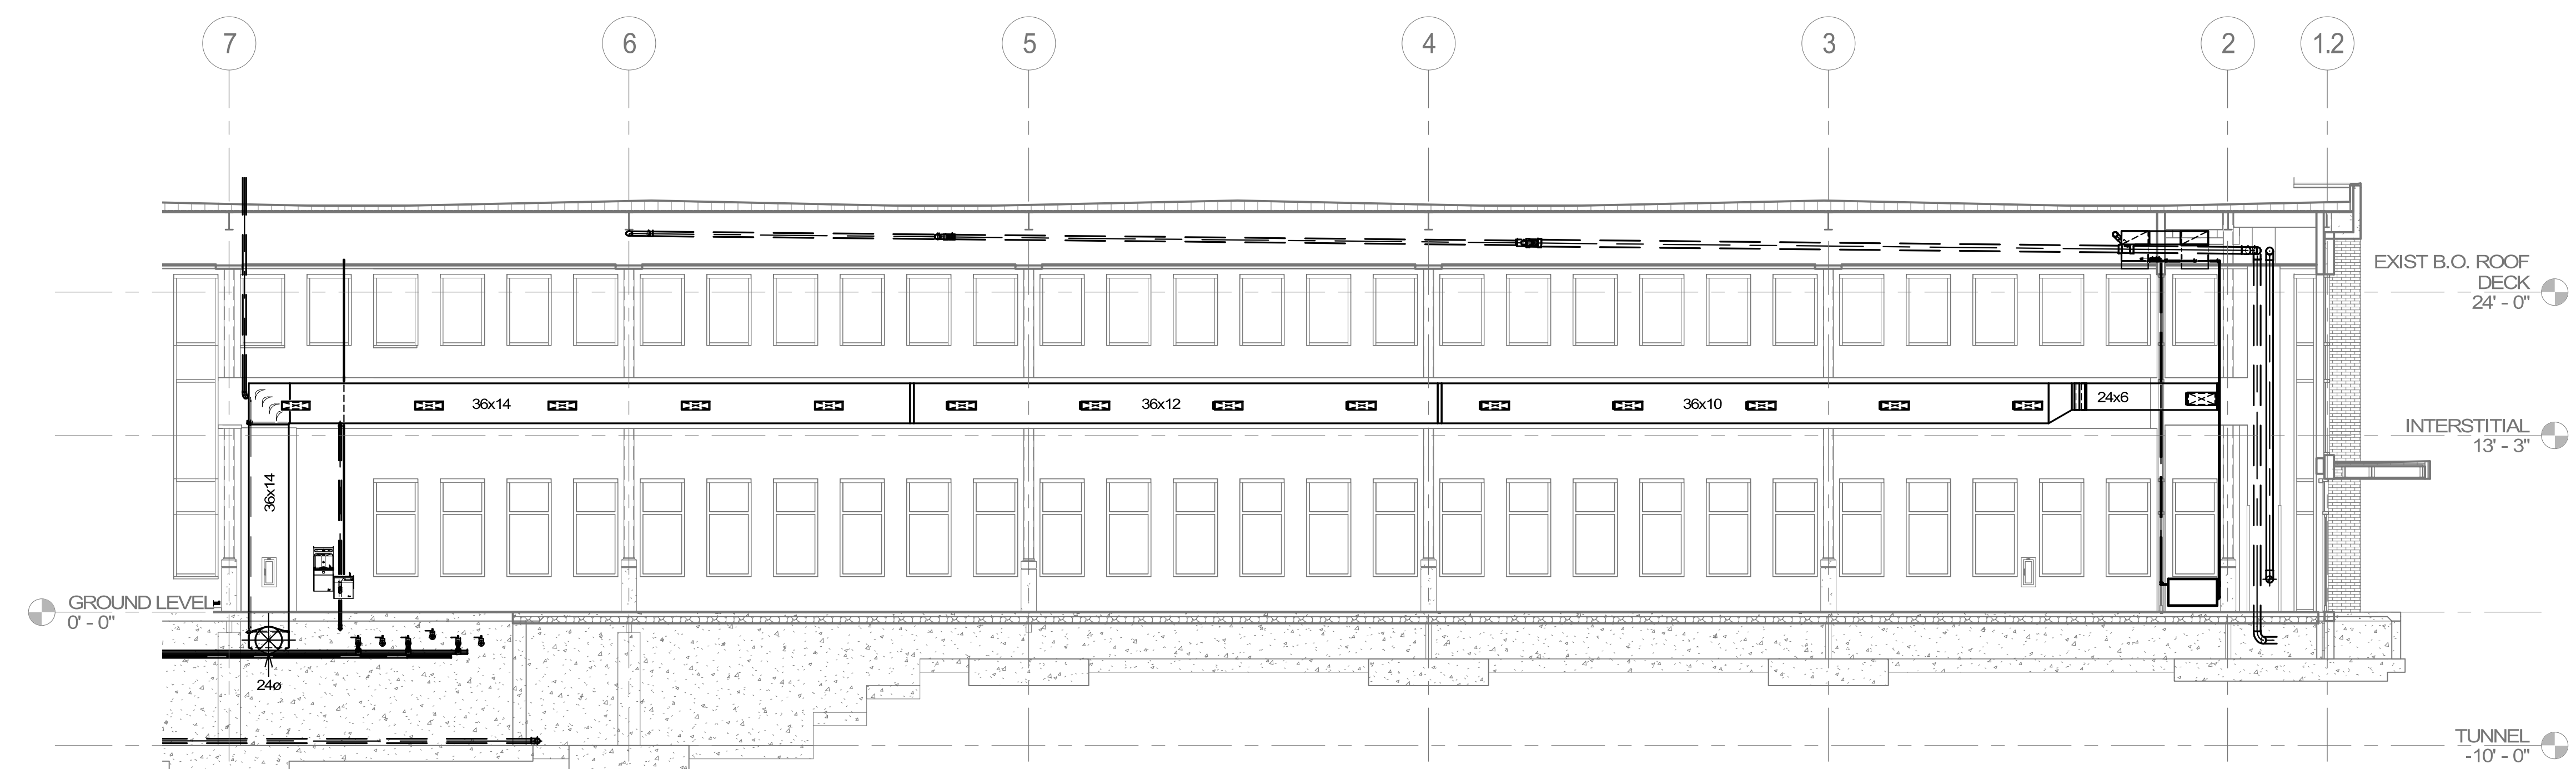 7
6
5
4
3
2
1.2
EXIST B.O. ROOF
DECK
24' - 0"
36x14
36x12
36x10
24x6
INTERSTITIAL
13' - 3"
36x14
GROUND LEVEL
0' - 0"
24ø
TUNNEL
-10' - 0"